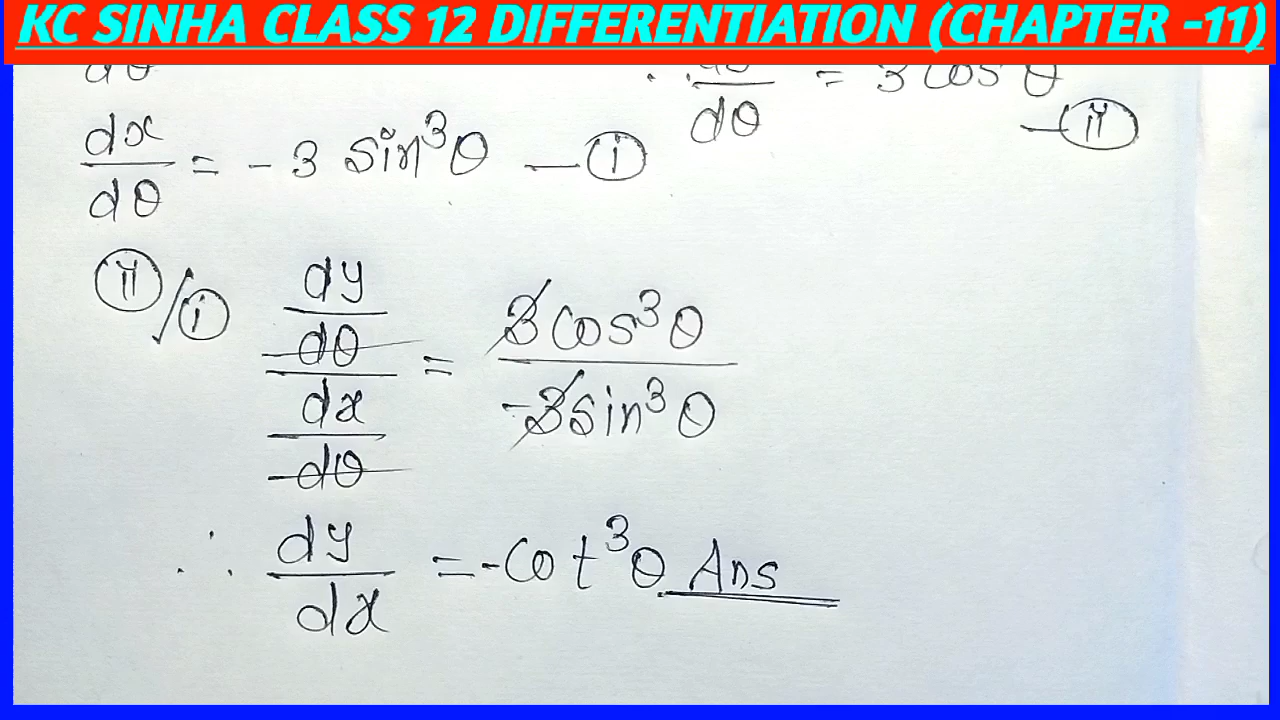 KC SINHA CLASS 12 DIFFERENTIATION (CHAPTER -11)
dθ
dx/dθ = -3 sin³θ — (i)
∴ /dθ = 3 cos³θ — (ii)
(ii)/(i) (dy/dθ)/(dx/dθ) = 3cos³θ/-3sin³θ
∴ dy/dx = -cot³θ Ans